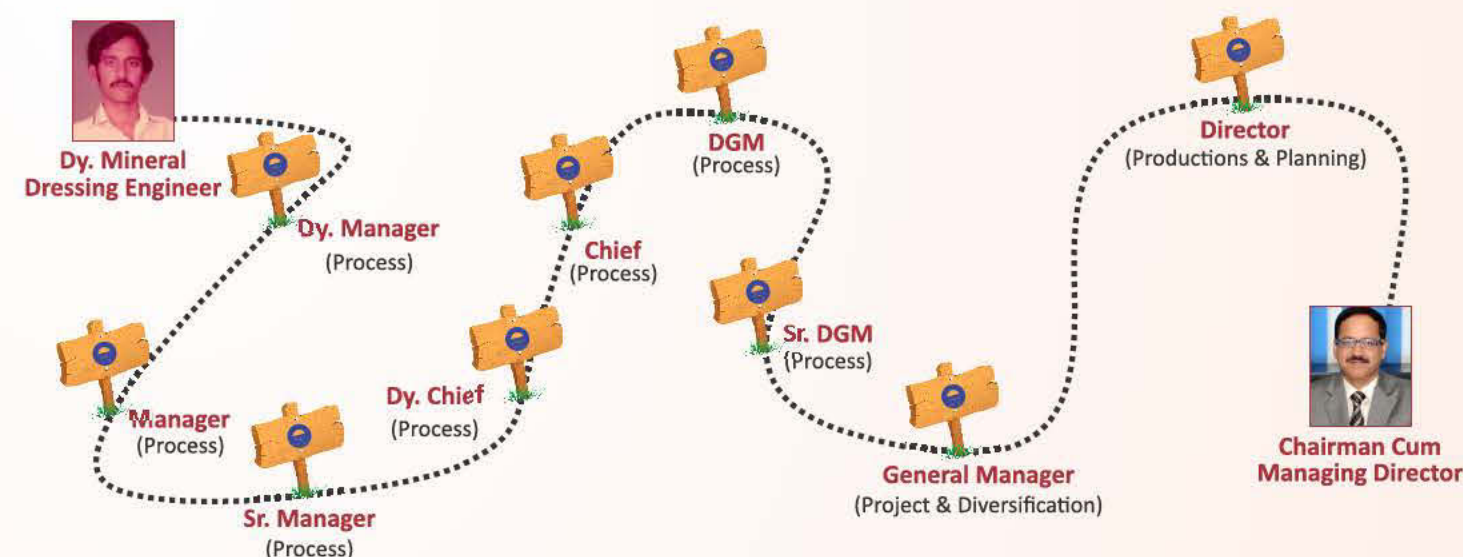 Dy. Mineral
Dressing Engineer
Dy. Manager
(Process)
Manager
(Process)
Sr. Manager
(Process)
Dy. Chief
(Process)
Chief
(Process)
DGM
(Process)
Sr. DGM
(Process)
General Manager
(Project & Diversification)
Director
(Productions & Planning)
Chairman Cum
Managing Director